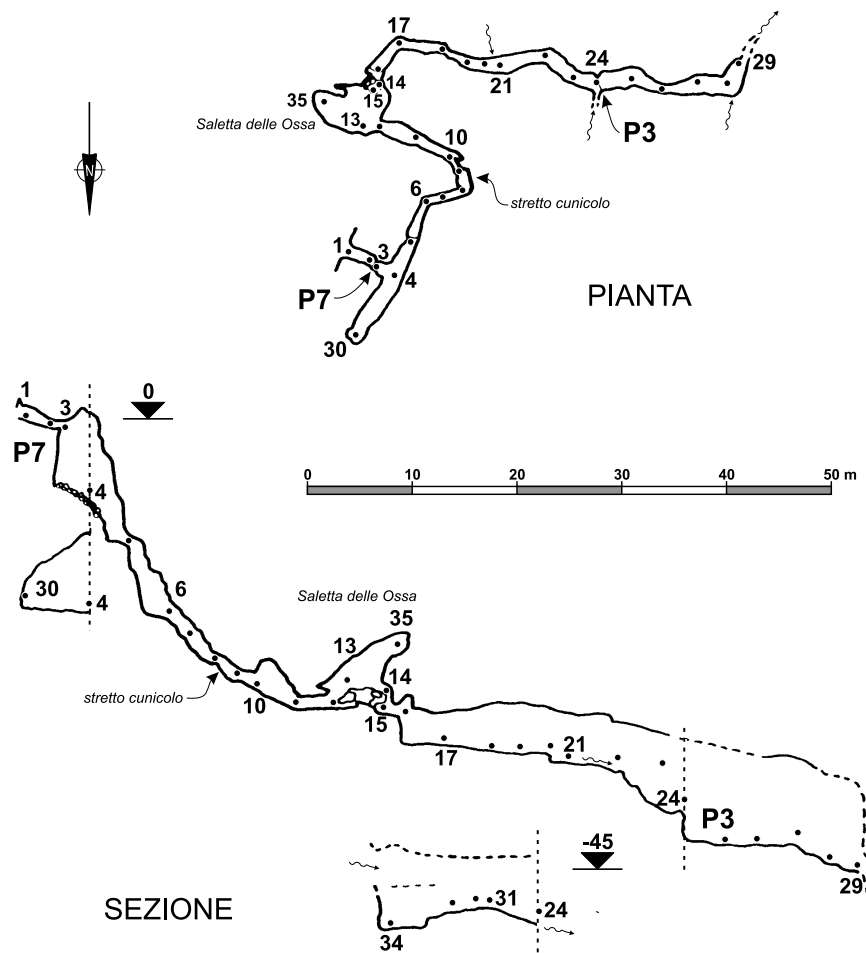 17
24
29
14
21
35
15
P3
Saletta delle Ossa
13
10
N
6
stretto cunicolo
1
3
4
P7
PIANTA
30
1
0
3
P7
0 10 20 30 40 50 m
4
30
4
6
Saletta delle Ossa
35
13
14
stretto cunicolo
10
15
17
21
24
P3
-45
29
31
24
SEZIONE
34